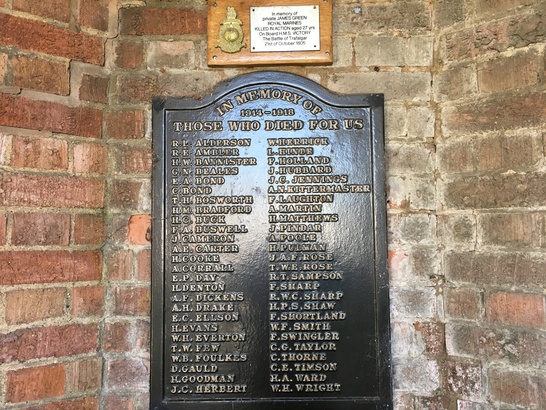 In memory of
private JAMES GREEN
ROYAL MARINES
KILLED IN ACTION aged 27 yrs
On Board H.M.S. VICTORY
The Battle of Trafalgar
21st of October 1805
IN MEMORY OF
1914-1918
THOSE WHO DIED FOR US
R.L. ALDERSON
R.E. AMBLER
H.W. BANNISTER
G.N. BEALES
E.A. BOND
C. BOND
T.H. BOSWORTH
H.M. BRADFORD
H.C. BUCK
F.A. BUSWELL
J. CAMERON
A.E. CARTER
H. COOKE
A. CORRALL
E.P. DAY
H. DENTON
A.F. DICKENS
A.H. DRAKE
E.C. ELLSON
H. EVANS
W.H. EVERTON
T.W. FEW
W.B. FOULKES
D. GAULD
H. GOODMAN
J.C. HERBERT
W. HERRICK
L. HINDE
P. HOLLAND
J. HUBBARD
J.C. JENNINGS
A.N. KITTERMASTER
F. LAUGHTON
A. MARTIN
H. MATTHEWS
J. PINDAR
A. POOLE
H. PULMAN
J.A.F. ROSE
T.W.E. ROSE
R.T. SAMPSON
F. SHARP
R.W.C. SHARP
H.P.S. SHAW
F. SHORTLAND
W.F. SMITH
F. SWINGLER
C.G. TAYLOR
C. THORNE
C.E. TIMSON
H.A. WARD
W.H. WRIGHT